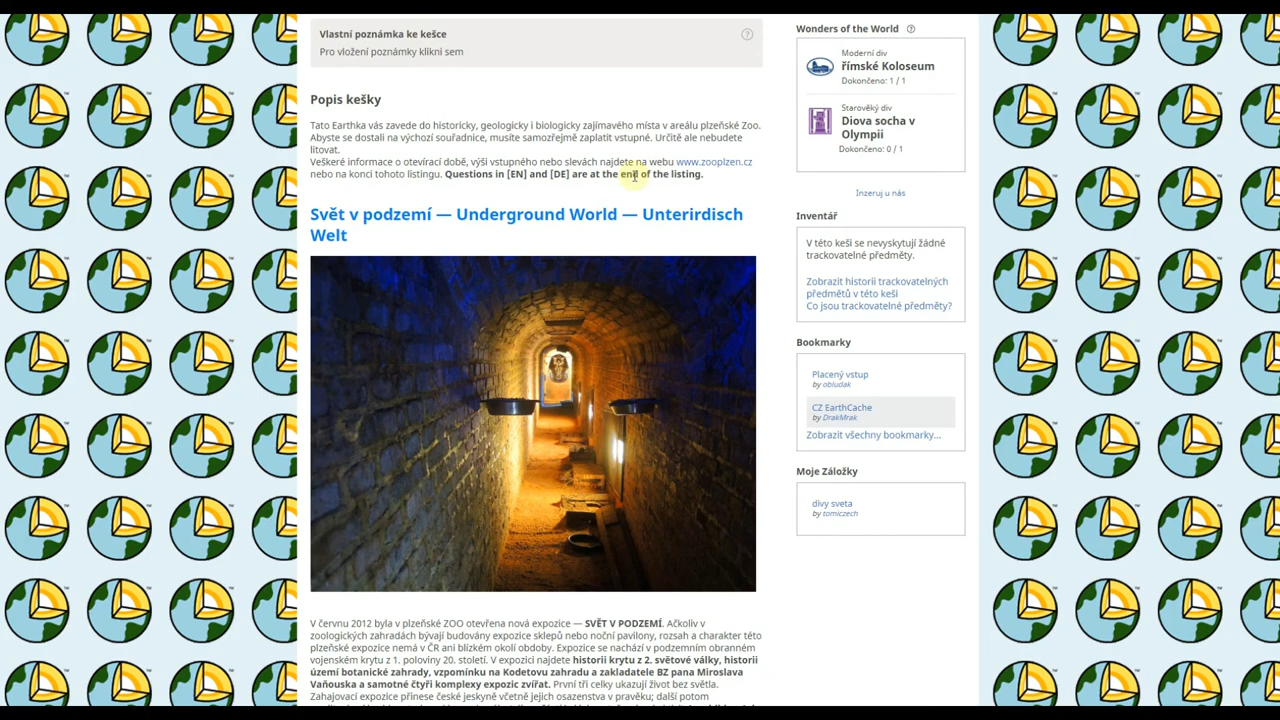 Vlastní poznámka ke kešce
Pro vložení poznámky klikni sem
Popis kešky
Tato Earthka vás zavede do historicky, geologicky i biologicky zajímavého místa v areálu plzeňské Zoo.
Abyste se dostali na výchozí souřadnice, musíte samozřejmě zaplatit vstupné. Určitě ale nebudete
litovat.
Veškeré informace o otevírací době, výši vstupného nebo slevách najdete na webu www.zooplzen.cz
nebo na konci tohoto listingu. Questions in [EN] and [DE] are at the end of the listing.
Svět v podzemí — Underground World — Unterirdisch
Welt
V červnu 2012 byla v plzeňské ZOO otevřena nová expozice — SVĚT V PODZEMÍ. Ačkoliv v
zoologických zahradách bývají budovány expozice sklepů nebo noční pavilony, rozsah a charakter této
plzeňské expozice nemá v ČR ani blízkém okolí obdoby. Expozice se nachází v podzemním obranném
vojenském krytu z 1. poloviny 20. století. V expozici najdete historii krytu z 2. světové války, historii
území botanické zahrady, vzpomínku na Kodetovu zahradu a zakladatele BZ pana Miroslava
Vaňouska a samotné čtyři komplexy expozic zvířat. První tři celky ukazují život bez světla.
Zahajovací expozice přinese české jeskyně včetně jejich osazenstva v pravěku; další potom
Wonders of the World
Moderní div
římské Koloseum
Dokončeno: 1 / 1
Starověký div
Diova socha v
Olympii
Dokončeno: 0 / 1
Inzeruj u nás
Inventář
V této keši se nevyskytují žádné
trackovatelné předměty.
Zobrazit historii trackovatelných
předmětů v této keši
Co jsou trackovatelné předměty?
Bookmarky
Placený vstup
by obludak
CZ EarthCache
by DrakMrak
Zobrazit všechny bookmarky...
Moje Záložky
divy sveta
by tomiczech